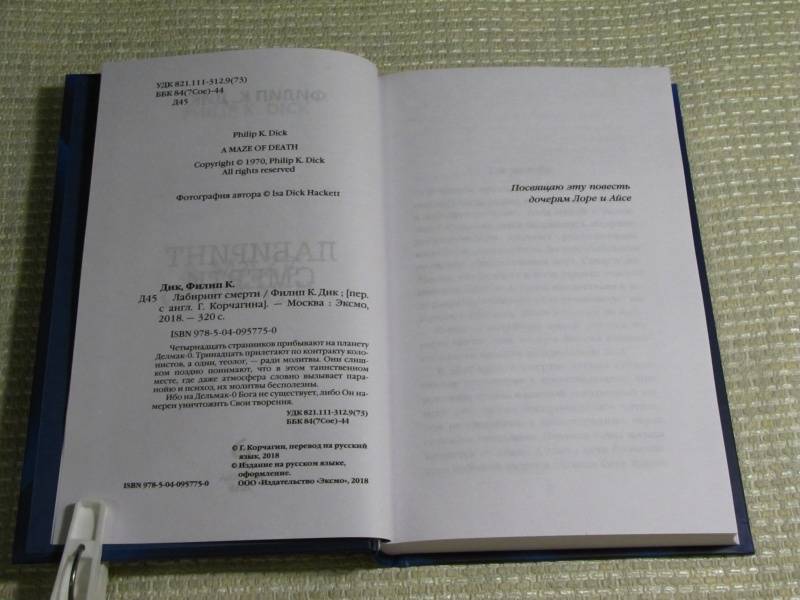 УДК 821.111-312.9(73)
ББК 84(7Сое)-44
Д45
Philip K. Dick
A MAZE OF DEATH
Copyright © 1970, Philip K. Dick
All rights reserved
Фотография автора © Isa Dick Hackett
Дик, Филип К.
Д45 Лабиринт смерти / Филип К. Дик ; [пер.
с англ. Г. Корчагина]. — Москва : Эксмо,
2018. — 320 с.
ISBN 978-5-04-095775-0
Четырнадцать странников прибывают на планету
Делмак-0. Тринадцать прилетают по контракту коло-
нистов, а один, теолог, — ради молитвы. Они слиш-
ком поздно понимают, что в этом таинственном
месте, где даже атмосфера словно вызывает пара-
нойю и психоз, их молитвы бесполезны.
Ибо на Дельмак-0 Бога не существует, либо Он на-
мерен уничтожить Свои творения.
УДК 821.111-312.9(73)
ББК 84(7Сое)-44
© Г. Корчагин, перевод на русский
язык, 2018
© Издание на русском языке,
оформление.
ISBN 978-5-04-095775-0 ООО «Издательство «Эксмо», 2018
Посвящаю эту повесть
дочерям Лоре и Айсе